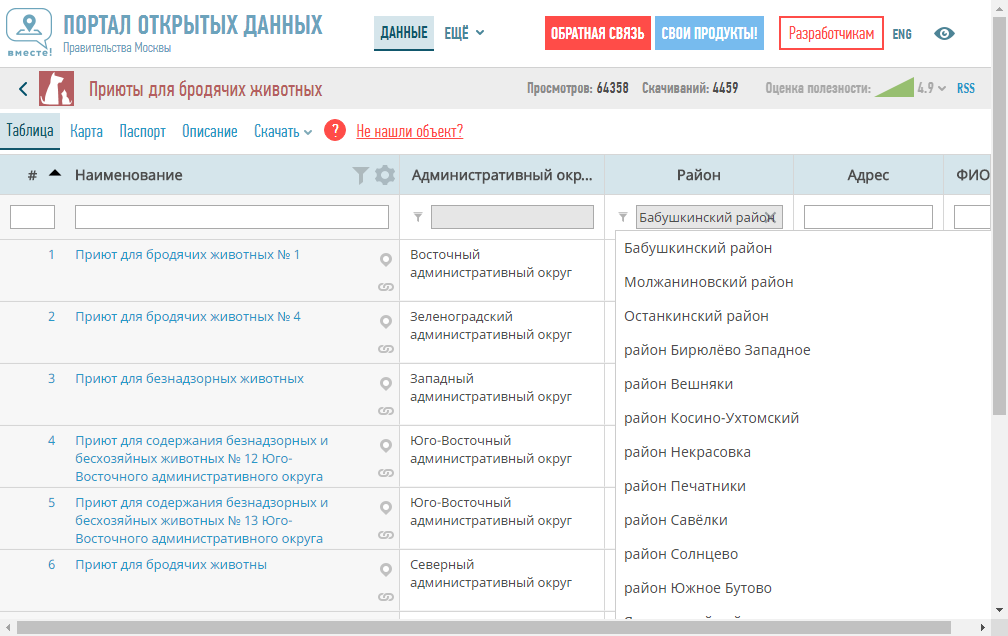 вместе!
ПОРТАЛ ОТКРЫТЫХ ДАННЫХ
Правительства Москвы
ДАННЫЕ
ЕЩЁ
ОБРАТНАЯ СВЯЗЬ
СВОИ ПРОДУКТЫ!
Разработчикам
ENG
Приюты для бродячих животных
Просмотров: 64358
Скачиваний: 4459
Оценка полезности:
4.9
RSS
Таблица
Карта
Паспорт
Описание
Скачать
?
Не нашли объект?
#
Наименование
Административный окр...
Район
Адрес
ФИО
Бабушкинский район
1
Приют для бродячих животных № 1
Восточный
административный округ
2
Приют для бродячих животных № 4
Зеленоградский
административный округ
3
Приют для безнадзорных животных
Западный
административный округ
4
Приют для содержания безнадзорных и
бесхозяйных животных № 12 Юго-
Восточного административного округа
Юго-Восточный
административный округ
5
Приют для содержания безнадзорных и
бесхозяйных животных № 13 Юго-
Восточного административного округа
Юго-Восточный
административный округ
6
Приют для бродячих животны
Северный
административный округ
Бабушкинский район
Молжаниновский район
Останкинский район
район Бирюлёво Западное
район Вешняки
район Косино-Ухтомский
район Некрасовка
район Печатники
район Савёлки
район Солнцево
район Южное Бутово